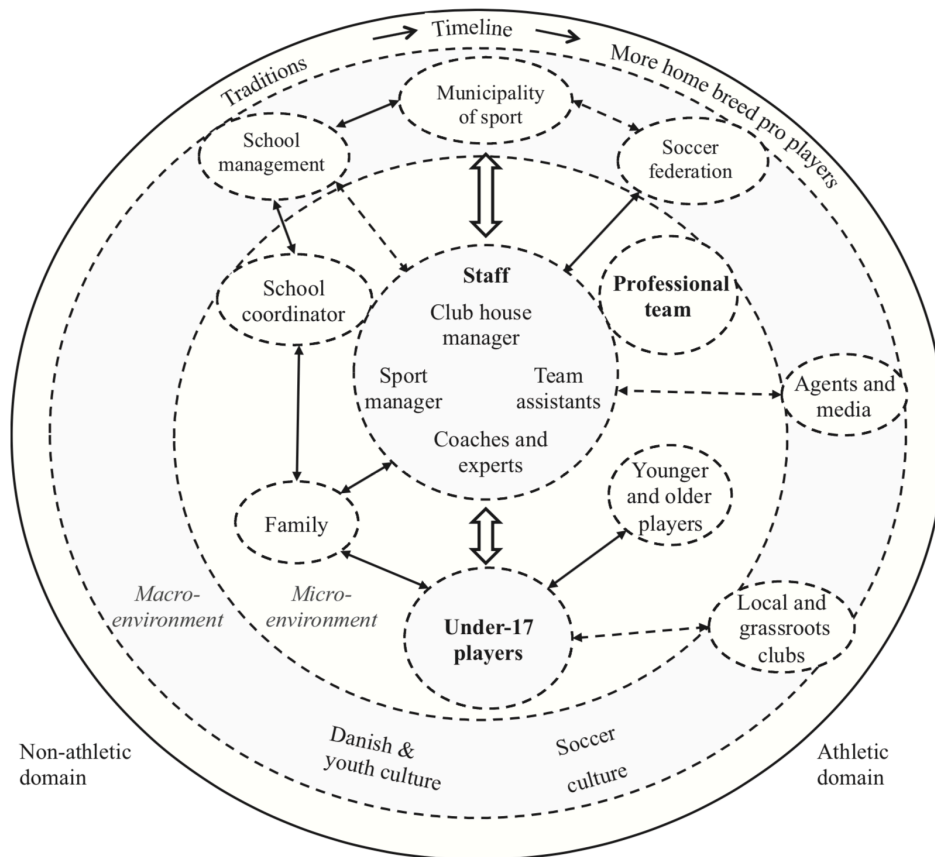 Timeline
Traditions
More home breed pro players
Municipality
of sport
School
management
Soccer
federation
Staff
Club house
manager
Sport
manager
Team
assistants
Coaches and
experts
School
coordinator
Professional
team
Agents and
media
Younger
and older
players
Family
Macro-
environment
Micro-
environment
Under-17
players
Local and
grassroots
clubs
Danish &
youth culture
Soccer
culture
Non-athletic
domain
Athletic
domain